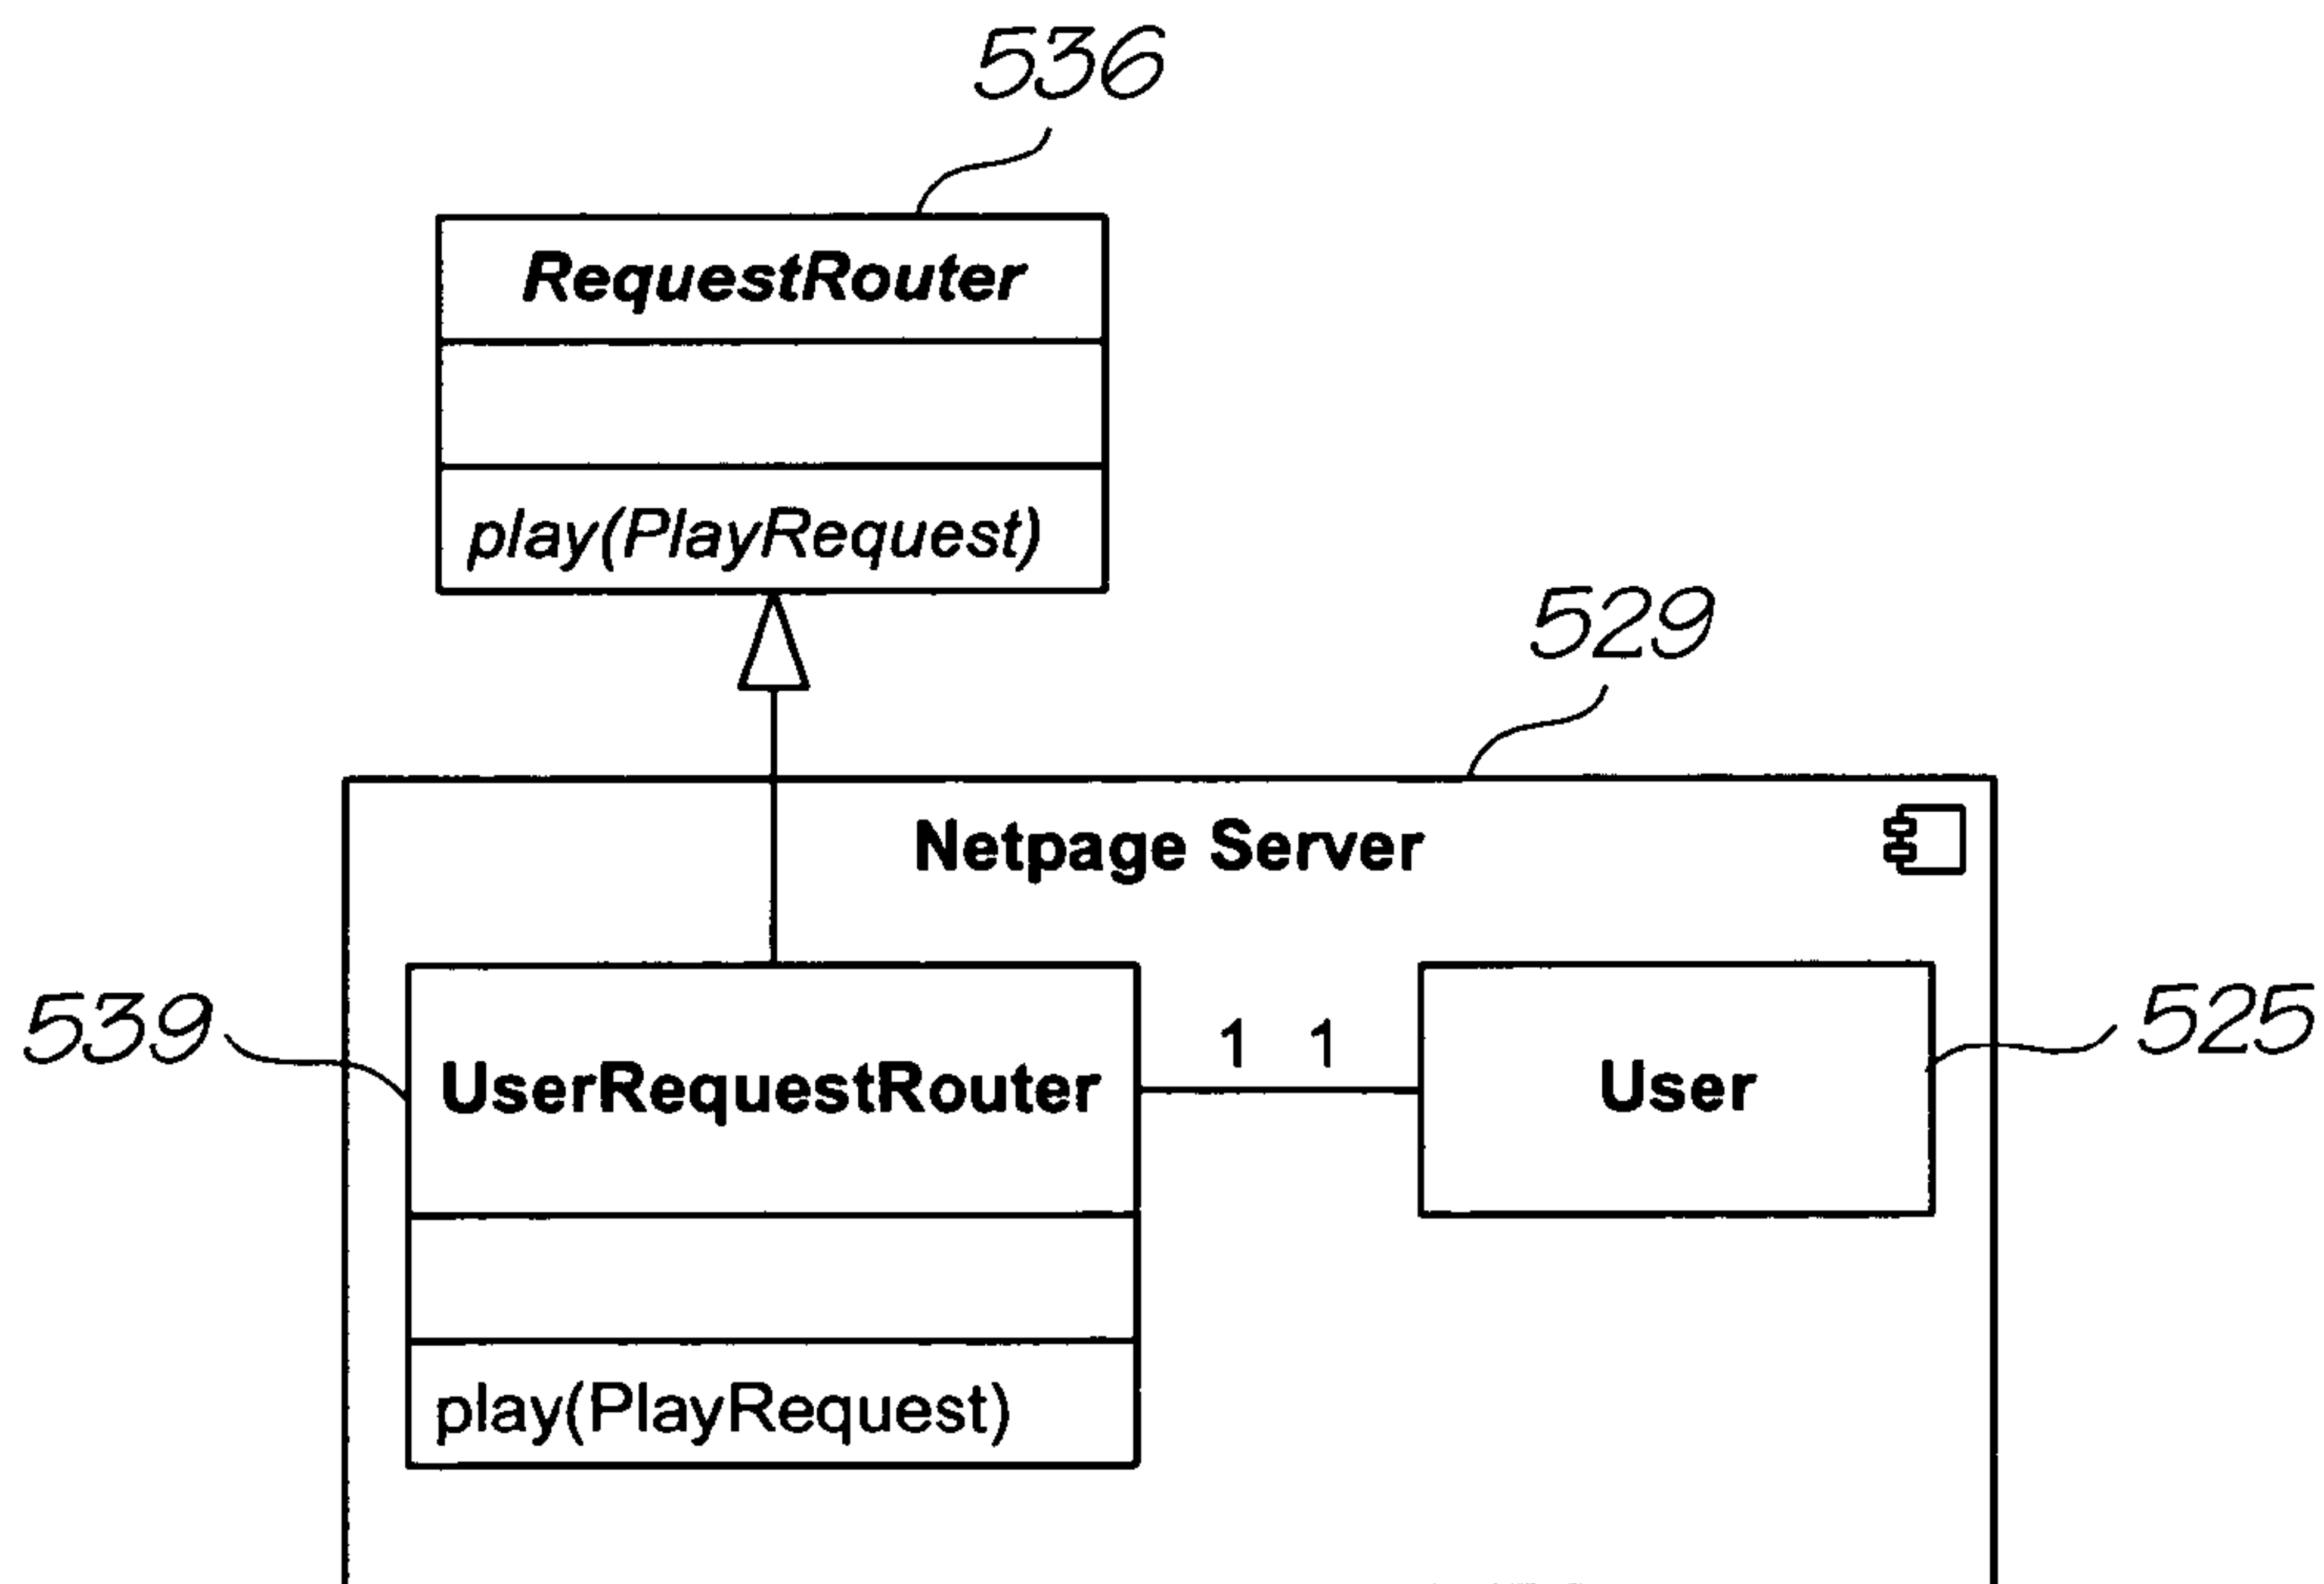 536
RequestRouter
play(PlayRequest)
529
Netpage Server
539
UserRequestRouter
1 1
User
525
play(PlayRequest)